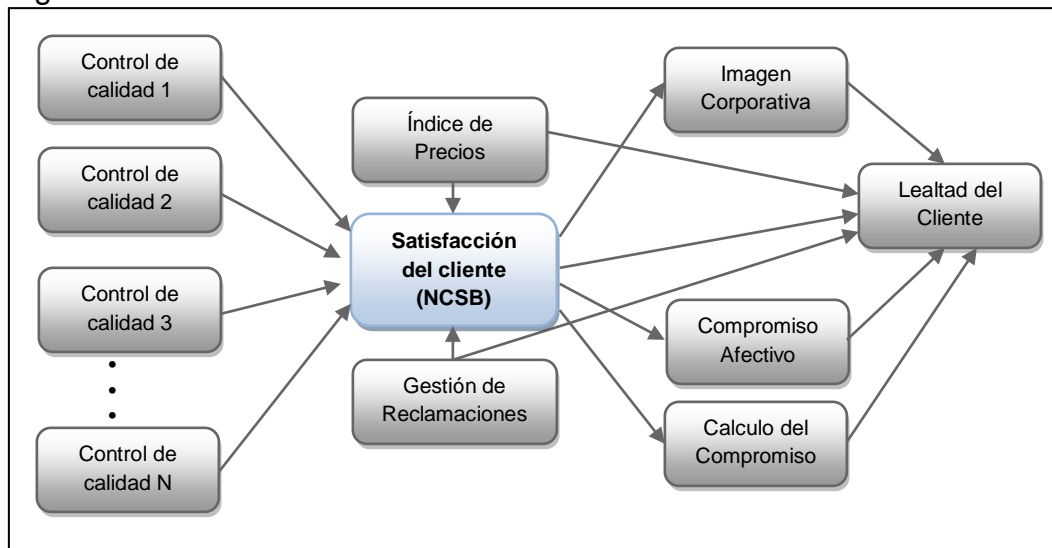 Control de
calidad 1
Control de
calidad 2
Control de
calidad 3
Control de
calidad N
Índice de
Precios
Satisfacción
del cliente
(NCSB)
Gestión de
Reclamaciones
Imagen
Corporativa
Compromiso
Afectivo
Calculo del
Compromiso
Lealtad del
Cliente